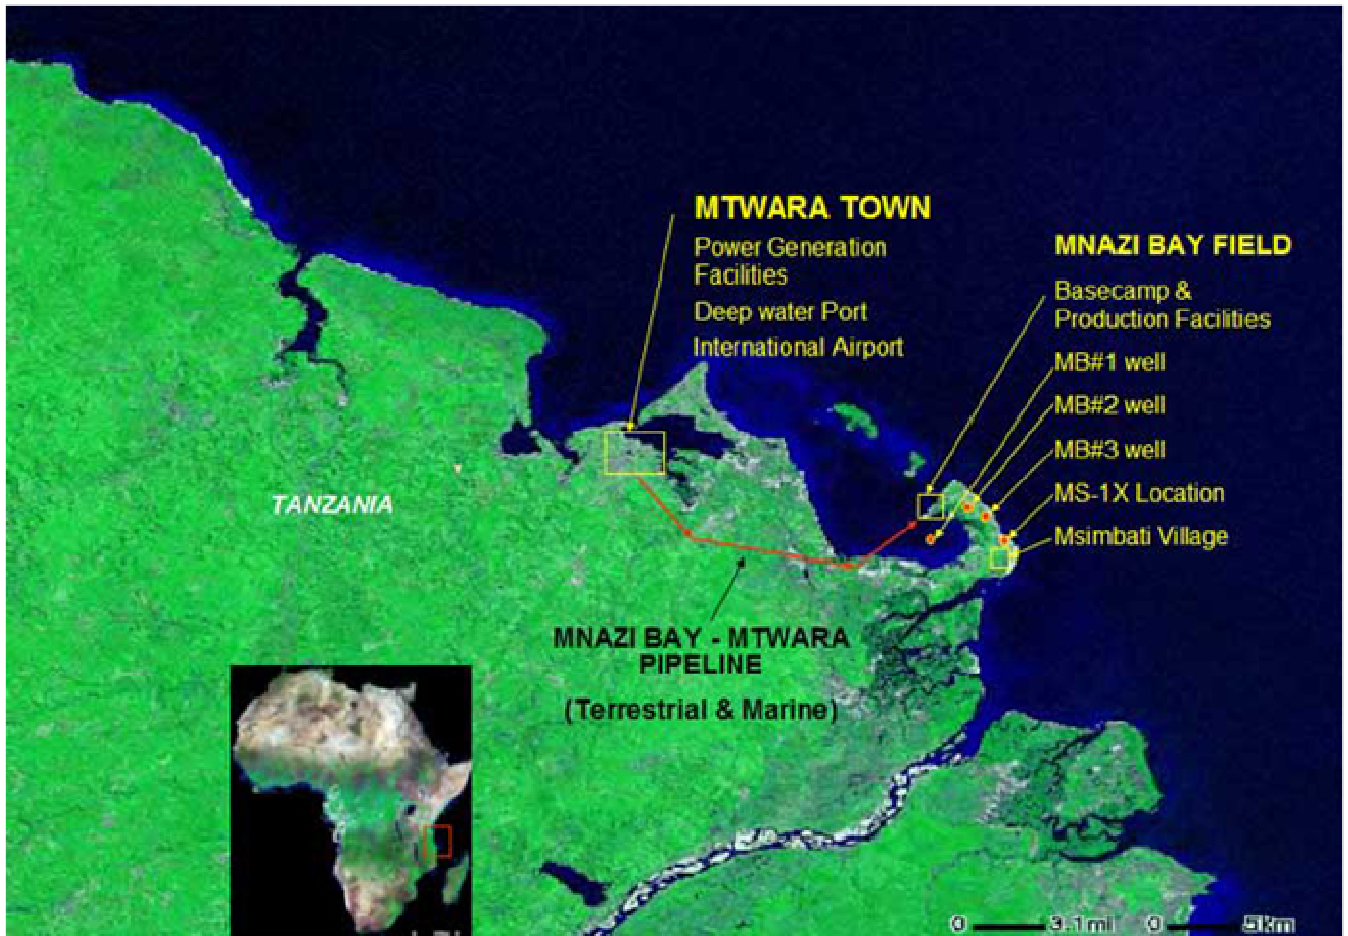 MTWARA TOWN
Power Generation
Facilities
Deep water Port
International Airport
MNAZI BAY FIELD
Basecamp &
Production Facilities
MB#1 well
MB#2 well
MB#3 well
MS-1X Location
Msimbati Village
TANZANIA
MNAZI BAY - MTWARA
PIPELINE
(Terrestrial & Marine)
0 3.1mi 0 5km